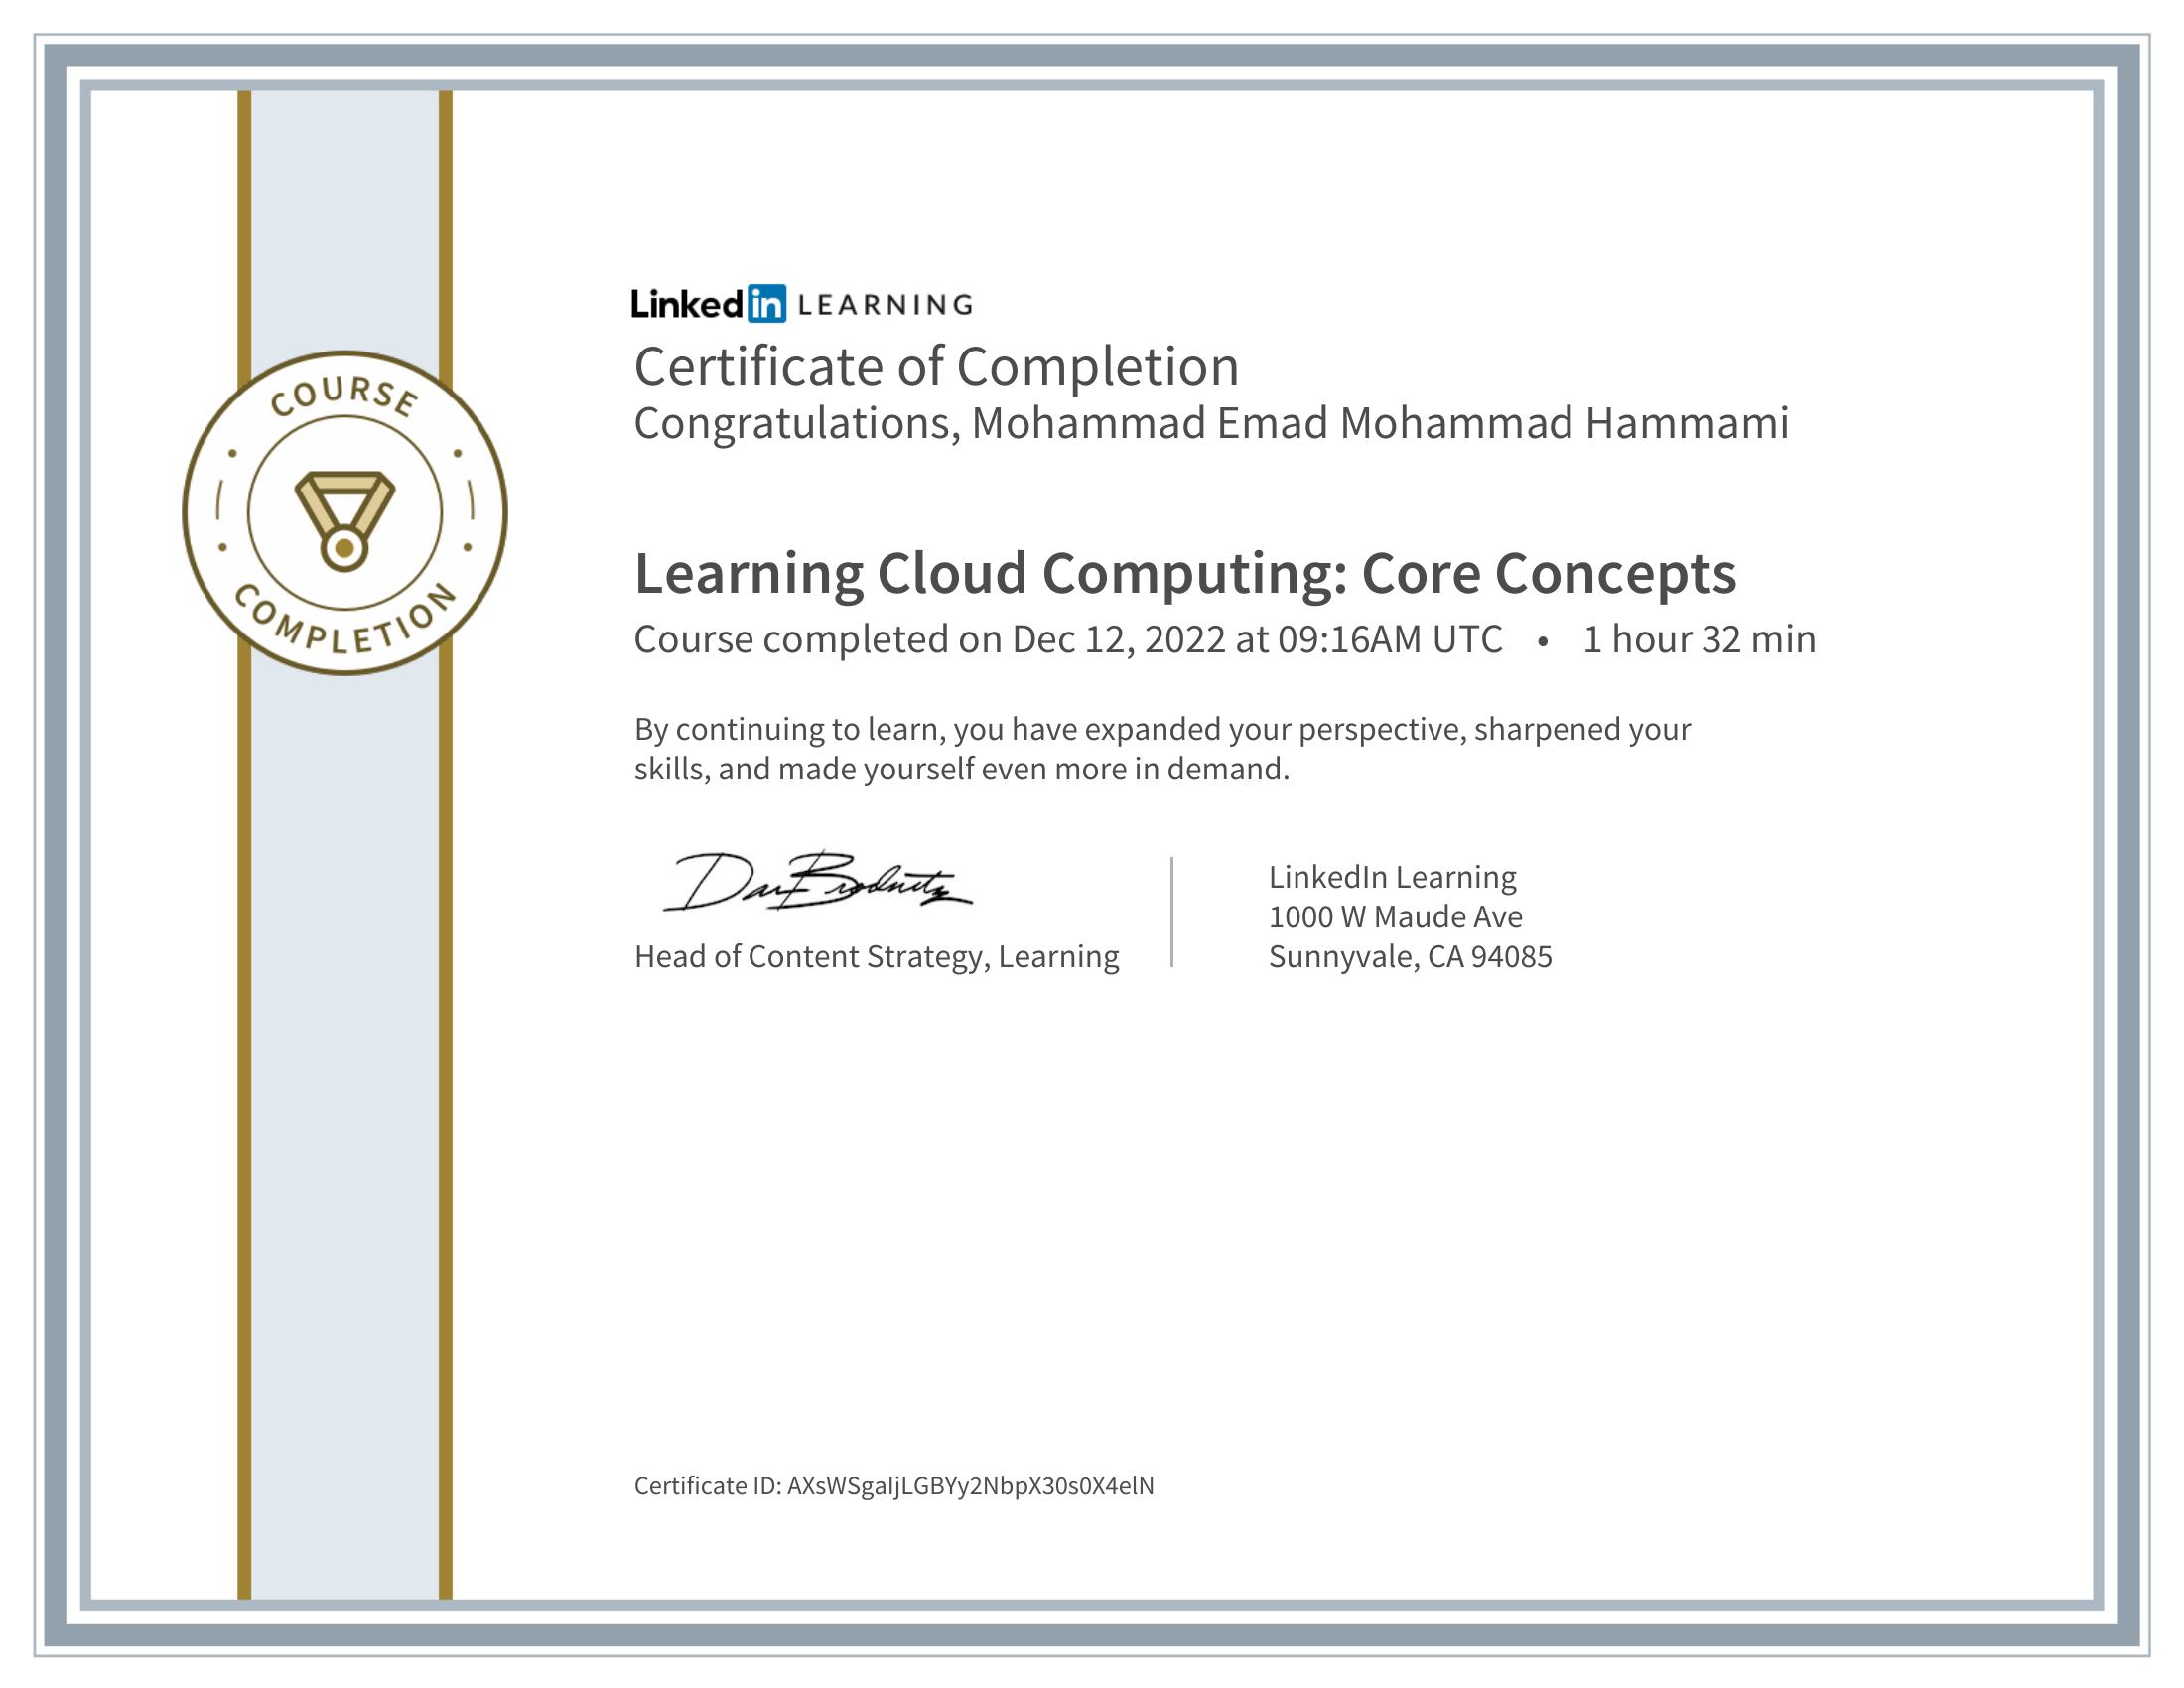 COURSE
COMPLETION
Linked in LEARNING
Certificate of Completion
Congratulations, Mohammad Emad Mohammad Hammami
Learning Cloud Computing: Core Concepts
Course completed on Dec 12, 2022 at 09:16AM UTC • 1 hour 32 min
By continuing to learn, you have expanded your perspective, sharpened your
skills, and made yourself even more in demand.
Head of Content Strategy, Learning
LinkedIn Learning
1000 W Maude Ave
Sunnyvale, CA 94085
Certificate ID: AXsWSgaIjLGBYy2NbpX30s0X4elN